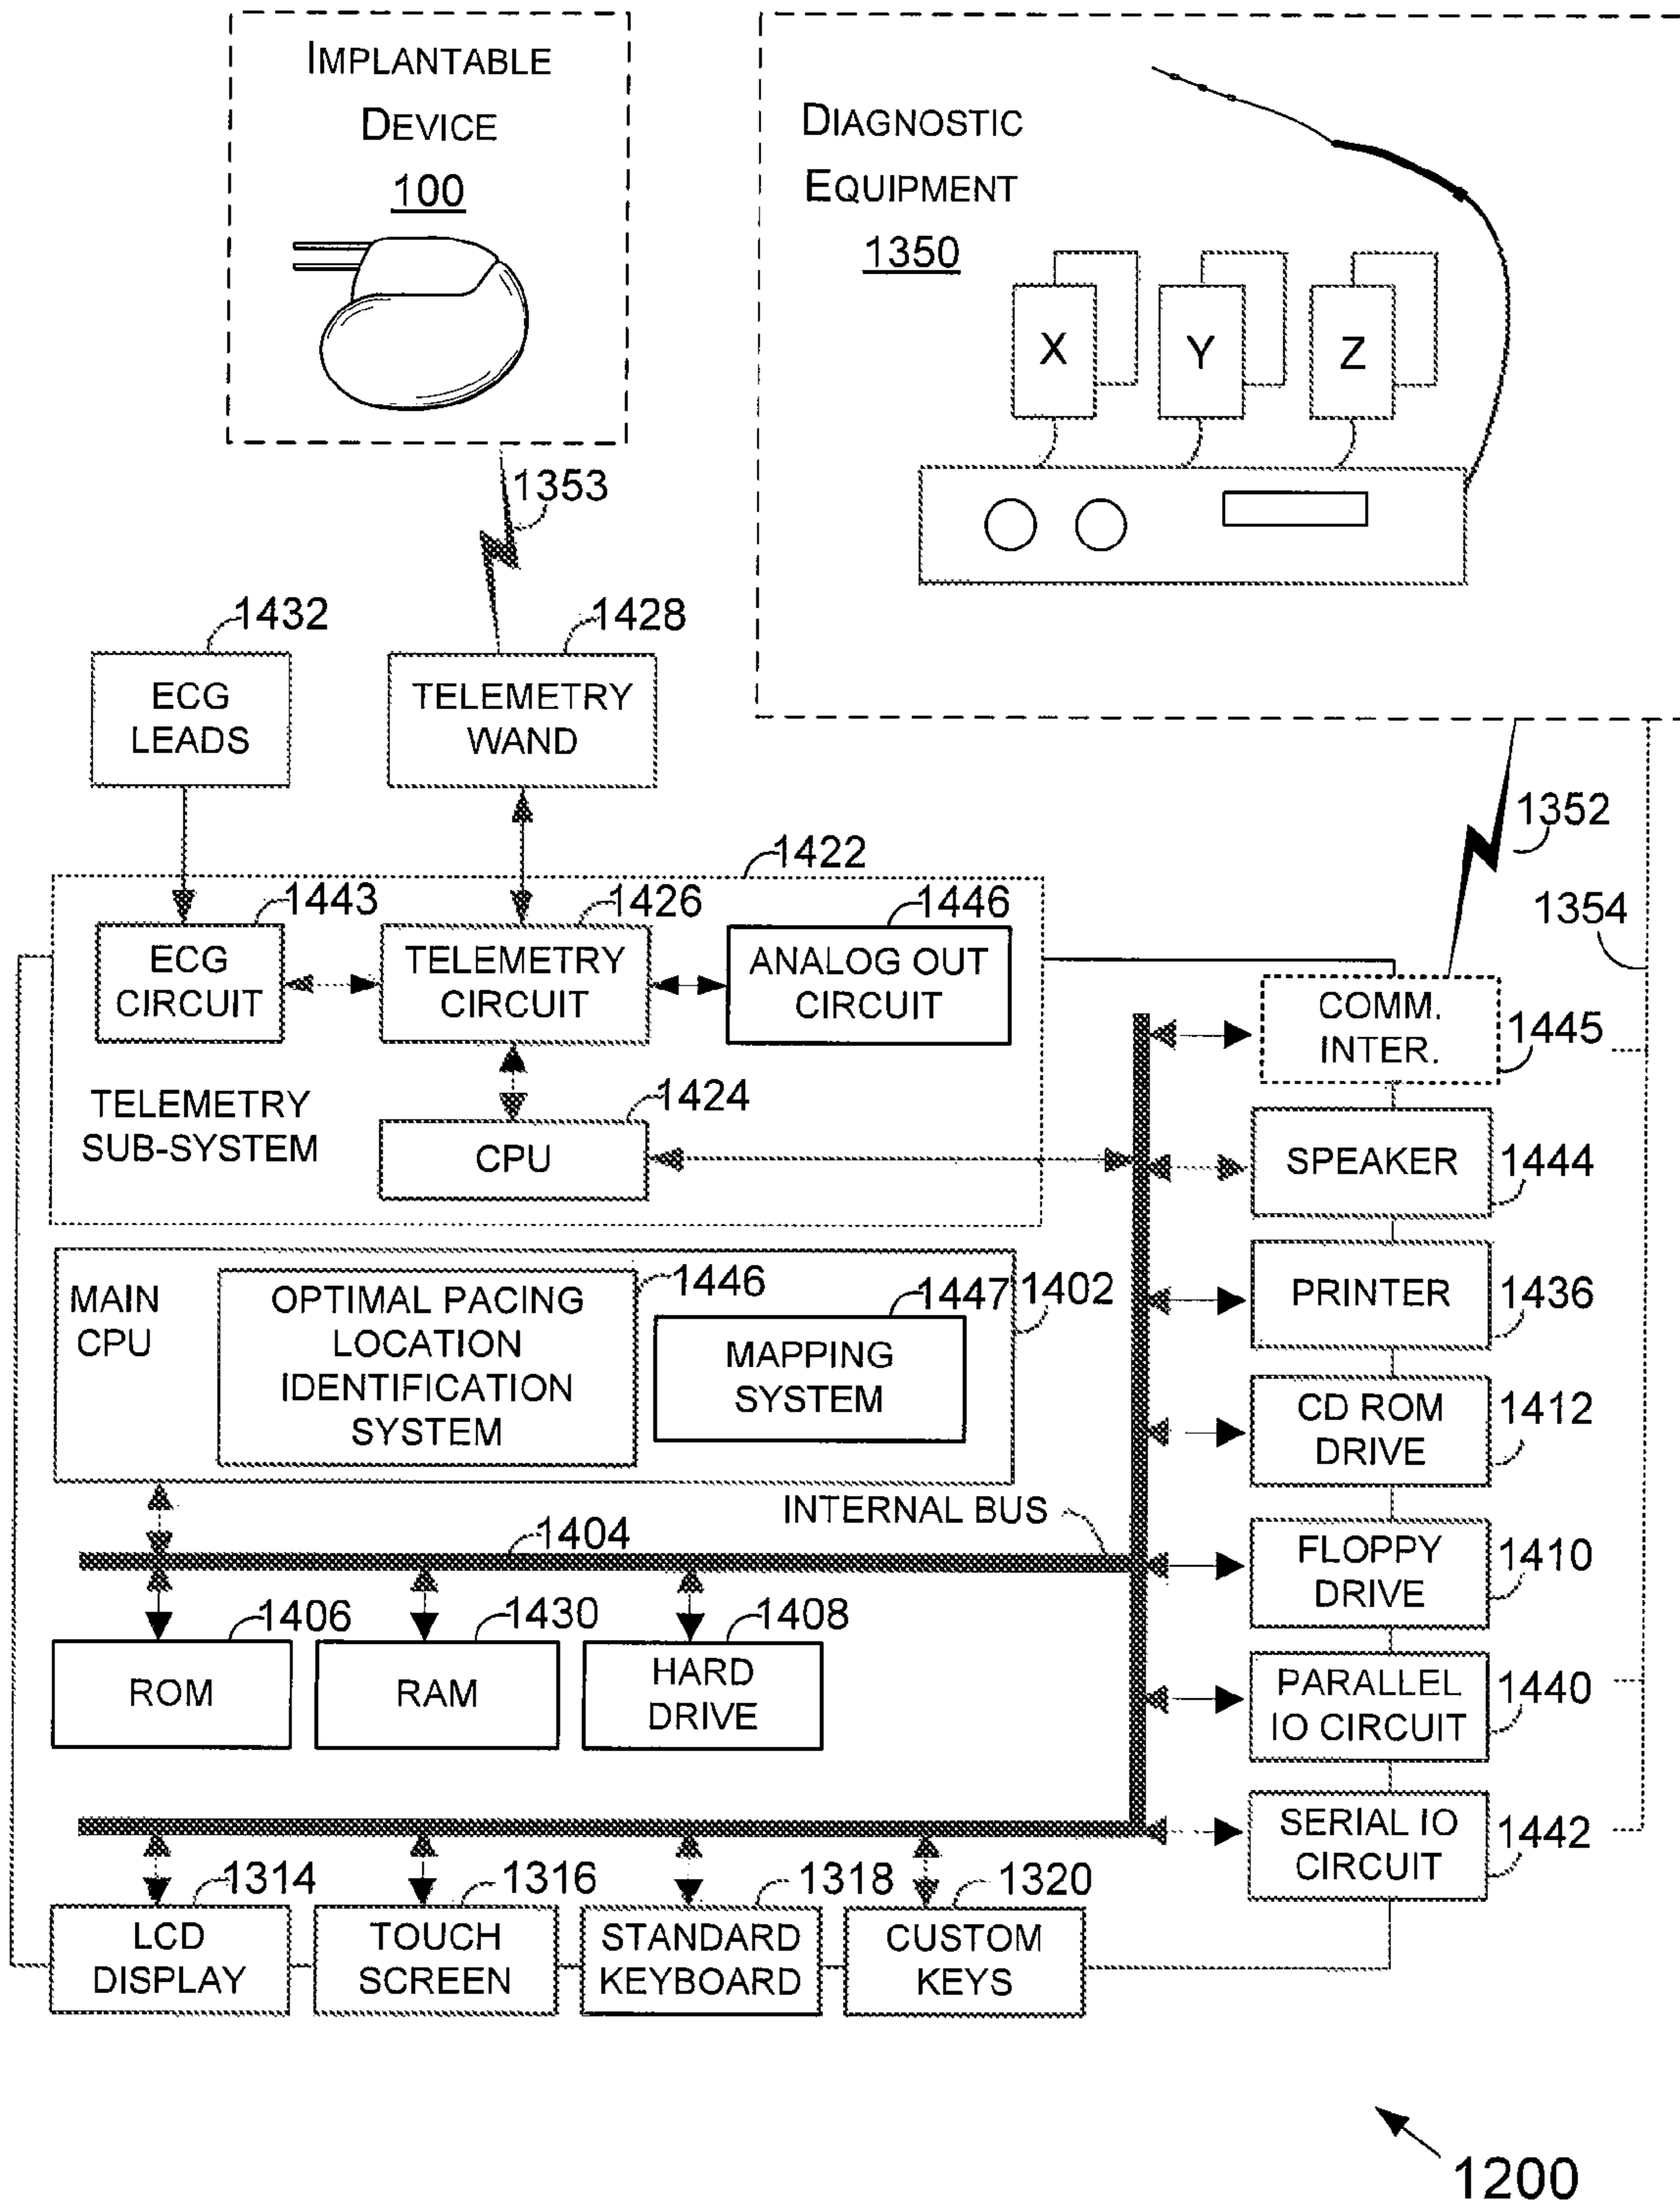 IMPLANTABLE
DEVICE
100
DIAGNOSTIC
EQUIPMENT
1350
X
Y
Z
1353
1432
1428
ECG
LEADS
TELEMETRY
WAND
1352
1354
1422
1443
1426
1446
ECG
CIRCUIT
TELEMETRY
CIRCUIT
ANALOG OUT
CIRCUIT
COMM.
INTER.
1445
TELEMETRY
SUB-SYSTEM
1424
CPU
SPEAKER
1444
MAIN
CPU
OPTIMAL PACING
LOCATION
IDENTIFICATION
SYSTEM
1446
1447
MAPPING
SYSTEM
1402
PRINTER
1436
CD ROM
DRIVE
1412
INTERNAL BUS
1404
FLOPPY
DRIVE
1410
1406
1430
1408
ROM
RAM
HARD
DRIVE
PARALLEL
IO CIRCUIT
1440
SERIAL IO
CIRCUIT
1442
1314
1316
1318
1320
LCD
DISPLAY
TOUCH
SCREEN
STANDARD
KEYBOARD
CUSTOM
KEYS
1200